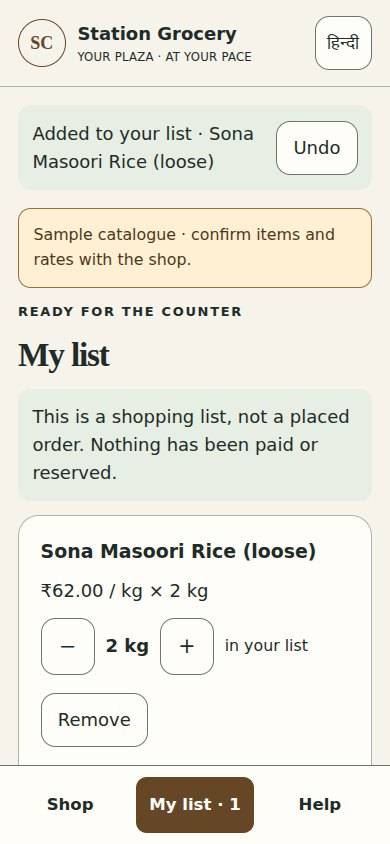 SC
Station Grocery
YOUR PLAZA · AT YOUR PACE
हिन्दी
Added to your list · Sona
Masoori Rice (loose)
Undo
Sample catalogue · confirm items and
rates with the shop.
READY FOR THE COUNTER
My list
This is a shopping list, not a placed
order. Nothing has been paid or
reserved.
Sona Masoori Rice (loose)
₹62.00 / kg × 2 kg
− 2 kg + in your list
Remove
Shop My list · 1 Help